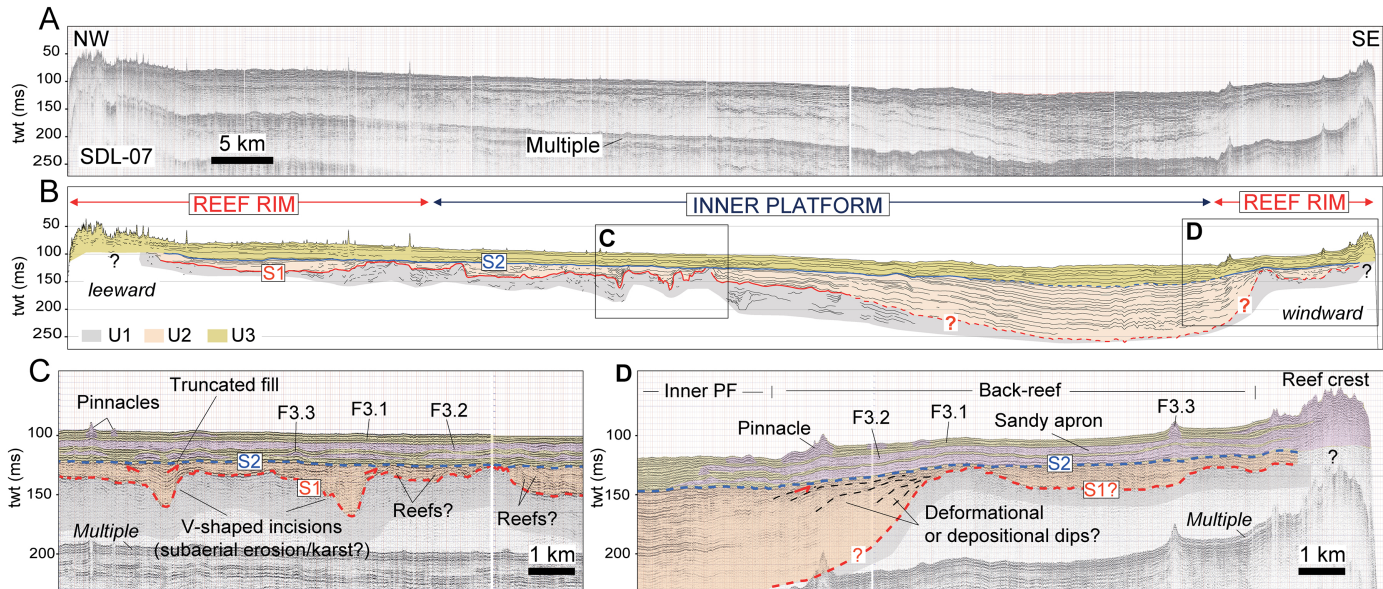 A
NW
SE
50
100
150
200
250
twt (ms)
SDL-07
5 km
Multiple
B
REEF RIM
INNER PLATFORM
REEF RIM
50
100
150
200
250
twt (ms)
?
leeward
S1
S2
C
D
?
?
?
windward
U1
U2
U3
C
Truncated fill
Pinnacles
F3.3
F3.1
F3.2
100
150
200
twt (ms)
S2
S1
Reefs?
Reefs?
V-shaped incisions
(subaerial erosion/karst?)
Multiple
1 km
D
Inner PF
Back-reef
Reef crest
Pinnacle
F3.2
F3.1
Sandy apron
F3.3
100
150
200
twt (ms)
S2
S1?
?
?
Deformational
or depositional dips?
Multiple
1 km